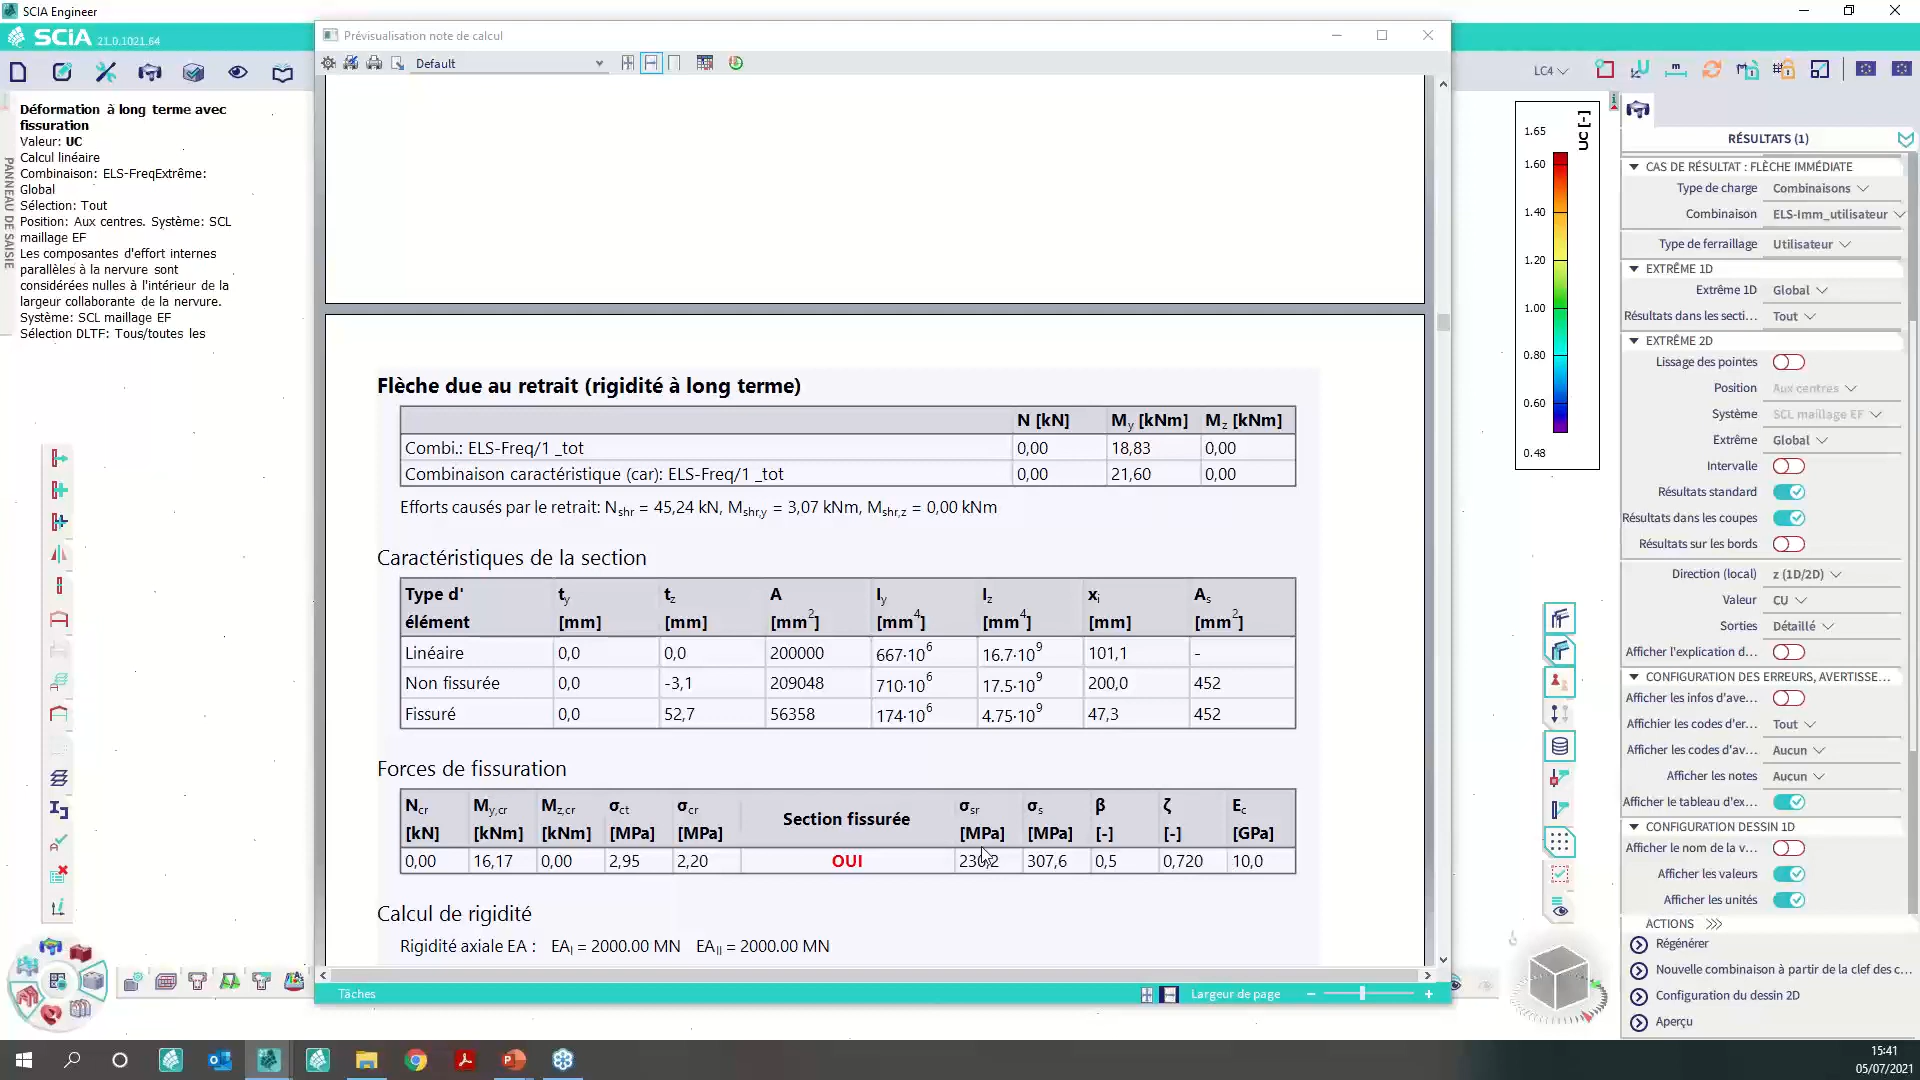 SCIA Engineer
SCIA 21.0.1021.64
Prévisualisation note de calcul
Default
LC4
PANNEAU DE SAISIE
Déformation à long terme avec
fissuration
Valeur: UC
Calcul linéaire
Combinaison: ELS-FreqExtrême:
Global
Sélection: Tout
Position: Aux centres. Système: SCL
maillage EF
Les composantes d'effort internes
parallèles à la nervure sont
considérées nulles à l'intérieur de la
largeur collaborante de la nervure.
Système: SCL maillage EF
Sélection DLTF: Tous/toutes les
Flèche due au retrait (rigidité à long terme)
N [kN] My [kNm] Mz [kNm]
Combi.: ELS-Freq/1 _tot 0,00 18,83 0,00
Combinaison caractéristique (car): ELS-Freq/1 _tot 0,00 21,60 0,00
Efforts causés par le retrait: Nshr = 45,24 kN, Mshr,y = 3,07 kNm, Mshr,z = 0,00 kNm
Caractéristiques de la section
Type d' ty tz A Iy Iz xi As
élément [mm] [mm] [mm2] [mm4] [mm4] [mm] [mm2]
Linéaire 0,0 0,0 200000 667·10^6 16.7·10^9 101,1 -
Non fissurée 0,0 -3,1 209048 710·10^6 17.5·10^9 200,0 452
Fissuré 0,0 52,7 56358 174·10^6 4.75·10^9 47,3 452
Forces de fissuration
Ncr My,cr Mz,cr σct σcr Section fissurée σsr σs β ζ Ec
[kN] [kNm] [kNm] [MPa] [MPa] [MPa] [MPa] [-] [-] [GPa]
0,00 16,17 0,00 2,95 2,20 OUI 307,6 0,5 0,720 10,0
Calcul de rigidité
Rigidité axiale EA : EAI = 2000.00 MN EAII = 2000.00 MN
Tâches
Largeur de page
UC [-]
1.65
1.60
1.40
1.20
1.00
0.80
0.60
0.48
RÉSULTATS (1)
CAS DE RÉSULTAT : FLÈCHE IMMÉDIATE
Type de charge Combinaisons
Combinaison ELS-Imm_utilisateur
Type de ferraillage Utilisateur
EXTRÊME 1D
Extrême 1D Global
Résultats dans les secti... Tout
EXTRÊME 2D
Lissage des pointes
Position Aux centres
Système SCL maillage EF
Extrême Global
Intervalle
Résultats standard
Résultats dans les coupes
Résultats sur les bords
Direction (local) z (1D/2D)
Valeur CU
Sorties Détaillé
Afficher l'explication d...
CONFIGURATION DES ERREURS, AVERTISSE...
Afficher les infos d'ave...
Affichier les codes d'er... Tout
Afficher les codes d'av... Aucun
Afficher les notes Aucun
Afficher le tableau d'ex...
CONFIGURATION DESSIN 1D
Afficher le nom de la v...
Afficher les valeurs
Afficher les unités
ACTIONS >>>
Régénérer
Nouvelle combinaison à partir de la clef des c...
Configuration du dessin 2D
Aperçu
15:41
05/07/2021